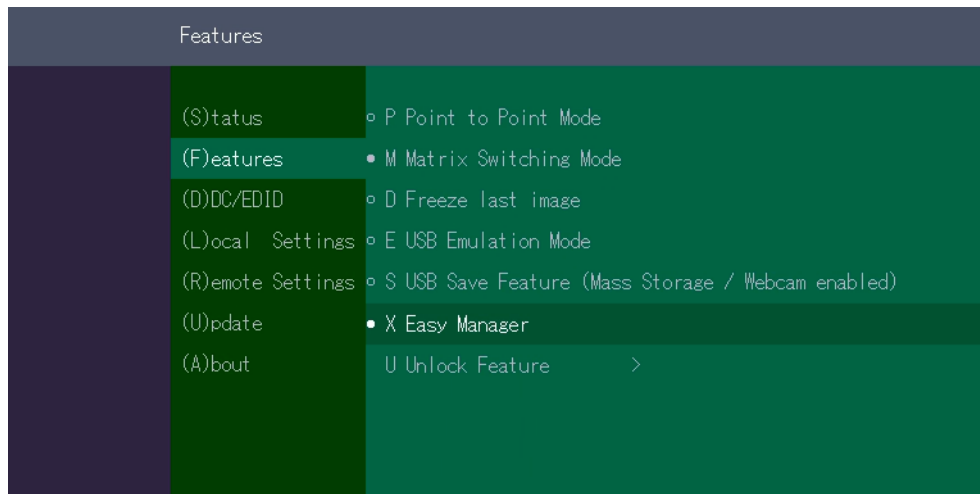 Features
(S)tatus
(F)eatures
(D)DC/EDID
(L)ocal Settings
(R)emote Settings
(U)pdate
(A)bout
P Point to Point Mode
M Matrix Switching Mode
D Freeze last image
E USB Emulation Mode
S USB Save Feature (Mass Storage / Webcam enabled)
X Easy Manager
U Unlock Feature >